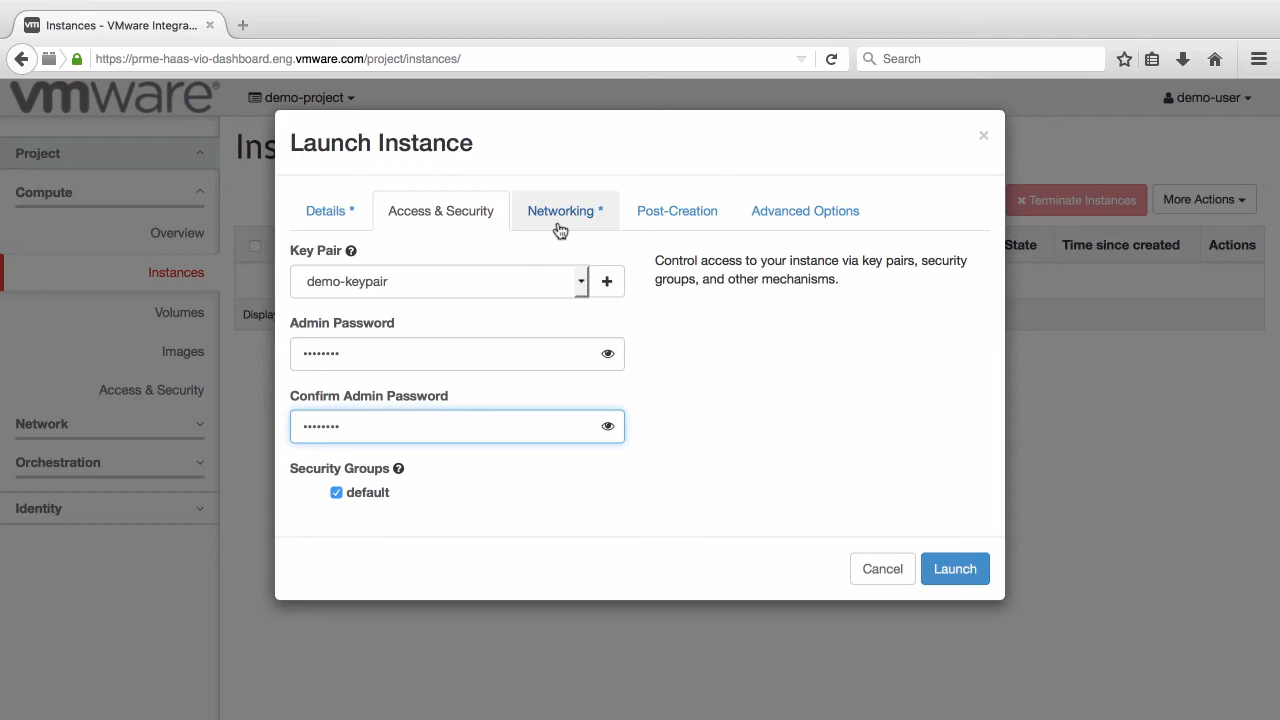 vm Instances - VMware Integra... × +
https://prme-haas-vio-dashboard.eng.vmware.com/project/instances/
Search
vmware®
demo-project
demo-user
Project
Compute
Overview
Instances
Volumes
Images
Access & Security
Network
Orchestration
Identity
Ins
× Terminate Instances
More Actions
State
Time since created
Actions
Displa
Launch Instance
×
Details *
Access & Security
Networking *
Post-Creation
Advanced Options
Key Pair ?
demo-keypair
+
Control access to your instance via key pairs, security
groups, and other mechanisms.
Admin Password
••••••••
Confirm Admin Password
••••••••
Security Groups ?
default
Cancel
Launch